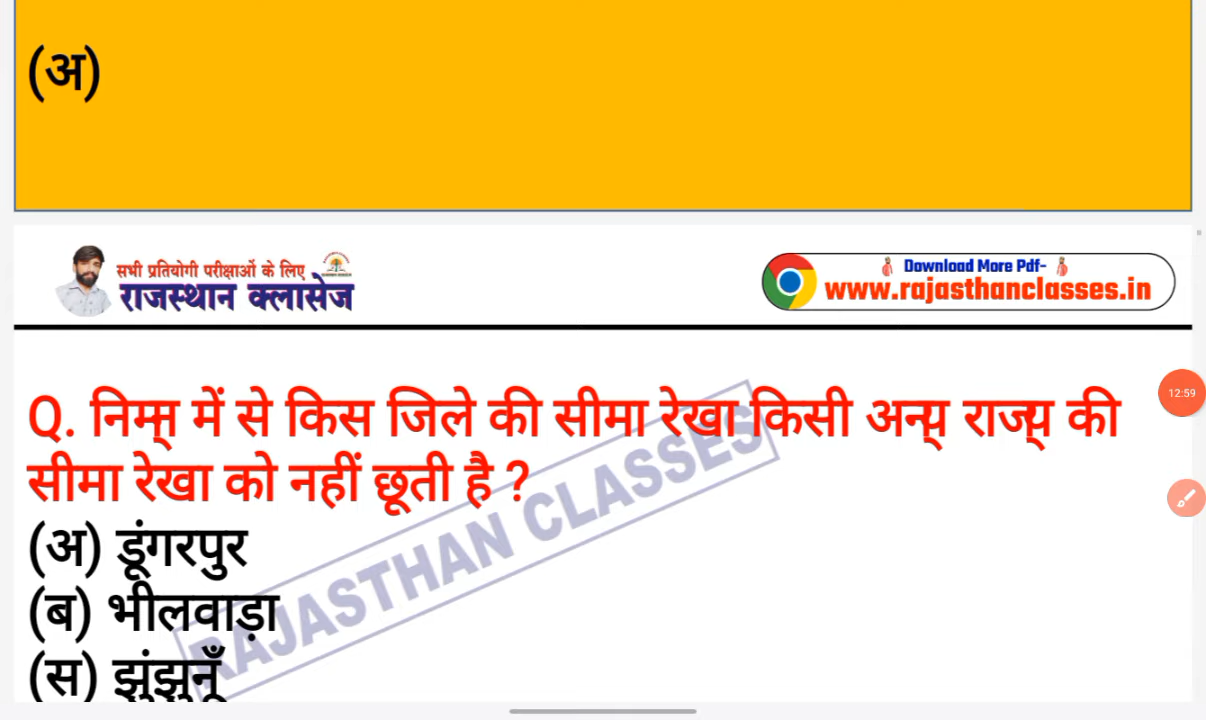 (अ)
सभी प्रतियोगी परीक्षाओं के लिए
राजस्थान क्लासेज
Download More Pdf-
www.rajasthanclasses.in
12:59
Q. निम्न् में से किस जिले की सीमा रेखा किसी अन्य् राज्य् की
सीमा रेखा को नहीं छूती है ?
(अ) डूंगरपुर
(ब) भीलवाड़ा
(स) झुंझुनूँ
RAJASTHAN CLASSES